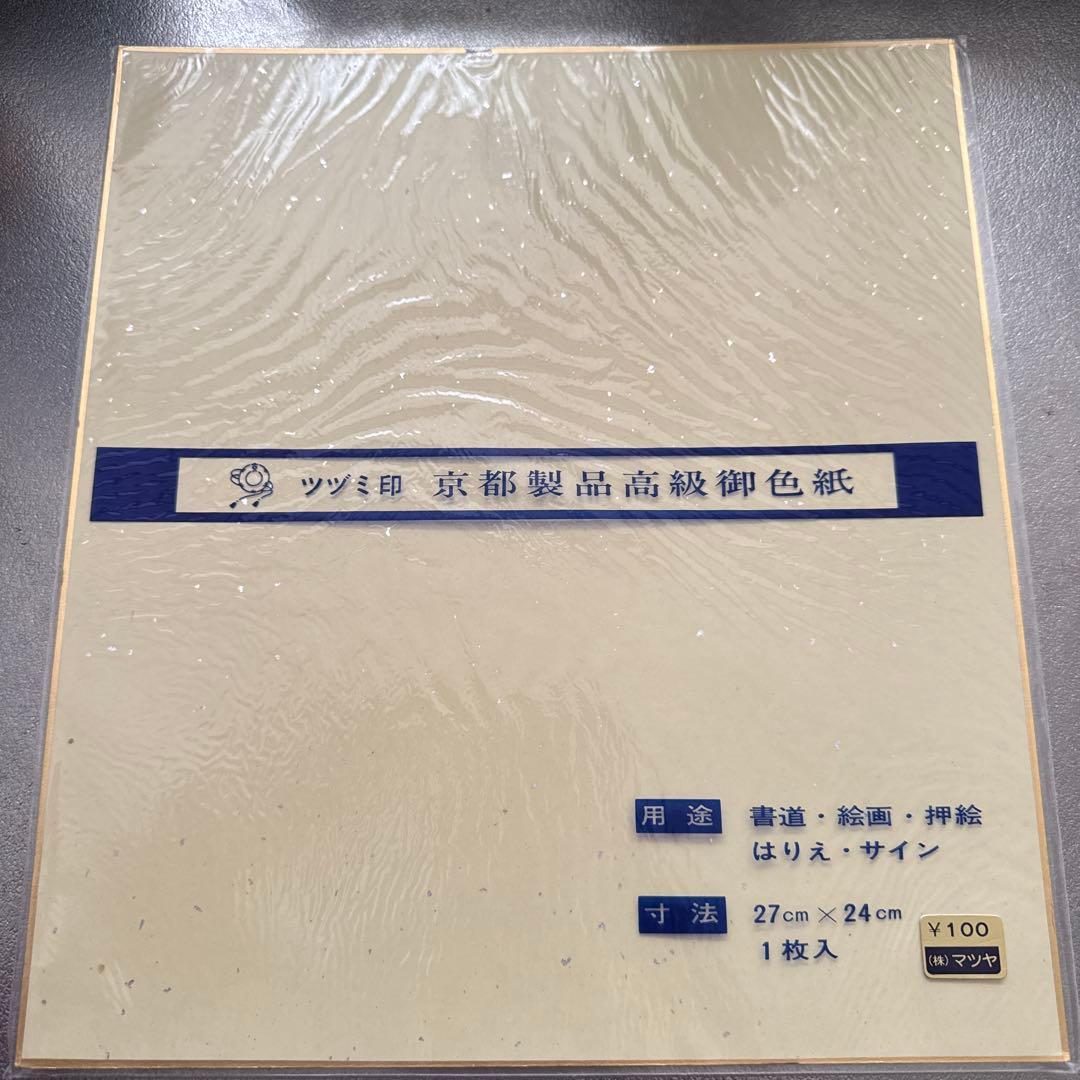 ツヅミ印 京都製品高級御色紙
用途 書道・絵画・押絵
はりえ・サイン
寸法 27cm×24cm
1枚入
¥100
(株)マツヤ